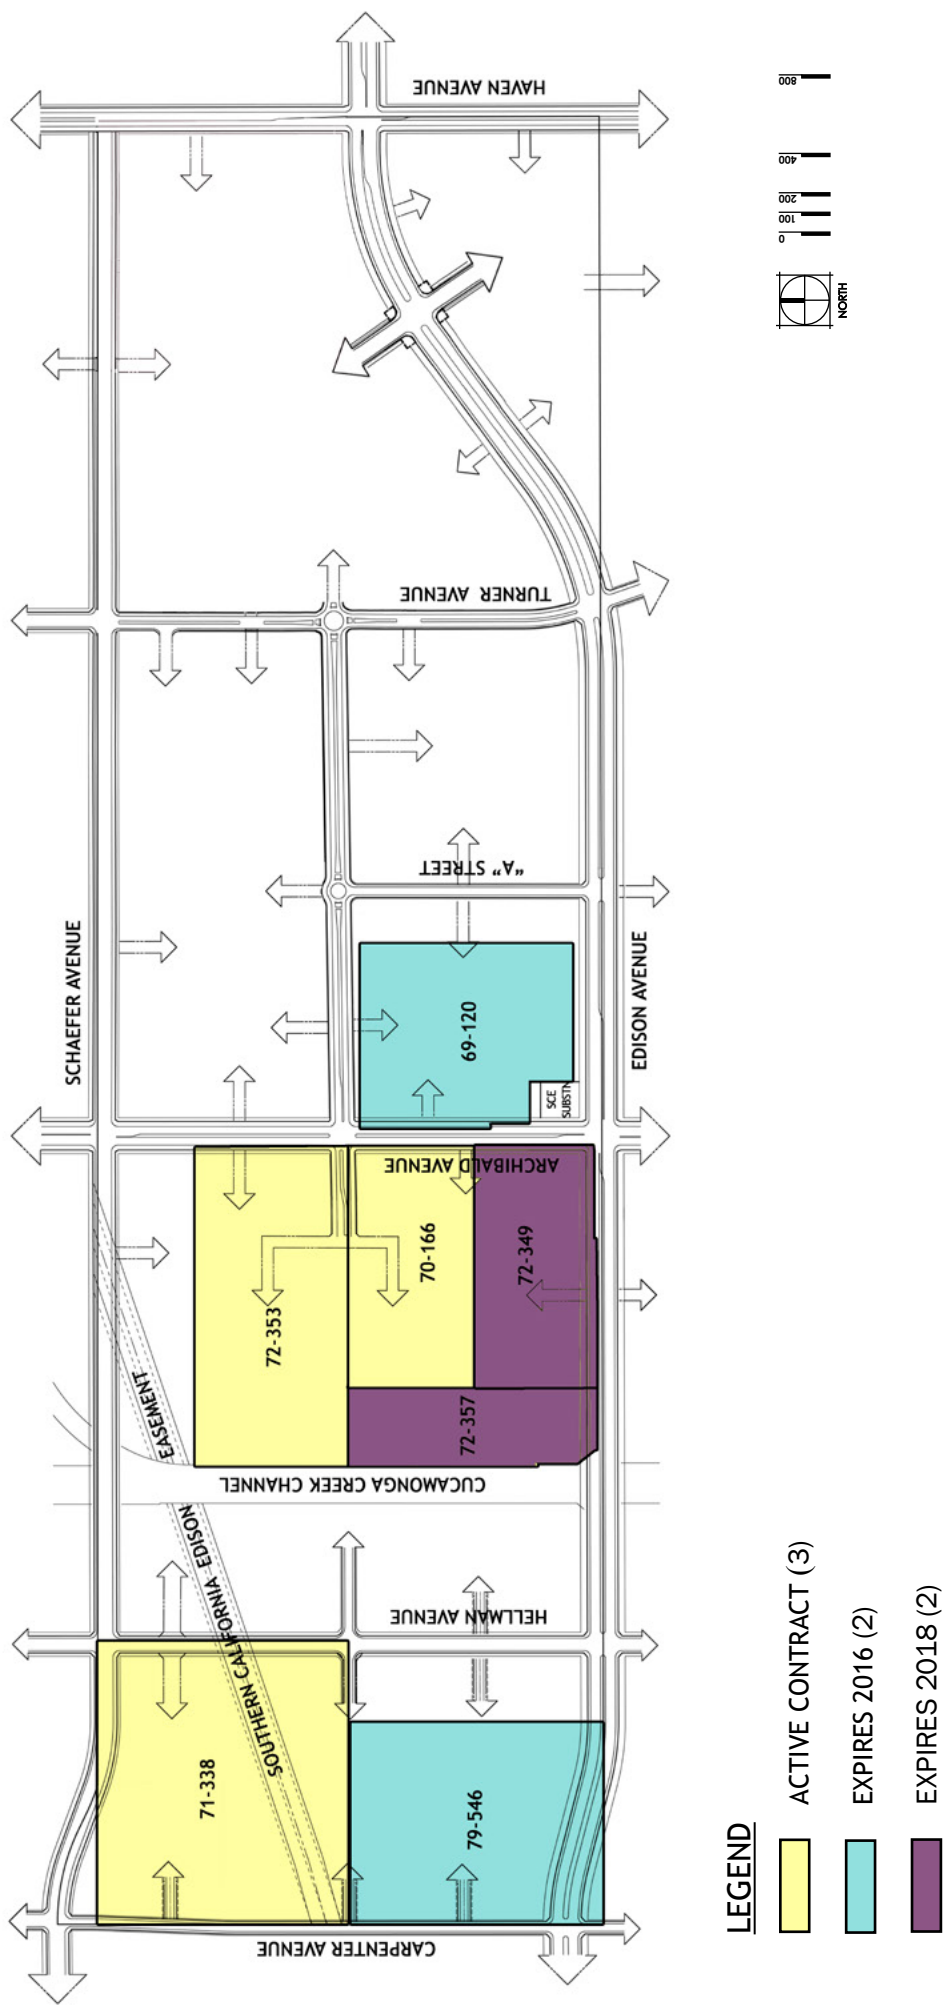 HAVEN AVENUE
800
400
200
100
0
NORTH
TURNER AVENUE
"A" STREET
SCHAEFER AVENUE
EDISON AVENUE
69-120
SCE
SUBSTN
ARCHIBALD AVENUE
70-166
72-349
72-353
72-357
EASEMENT
CUCAMONGA CREEK CHANNEL
SOUTHERN CALIFORNIA EDISON
HELLMAN AVENUE
71-338
79-546
CARPENTER AVENUE
LEGEND
ACTIVE CONTRACT (3)
EXPIRES 2016 (2)
EXPIRES 2018 (2)